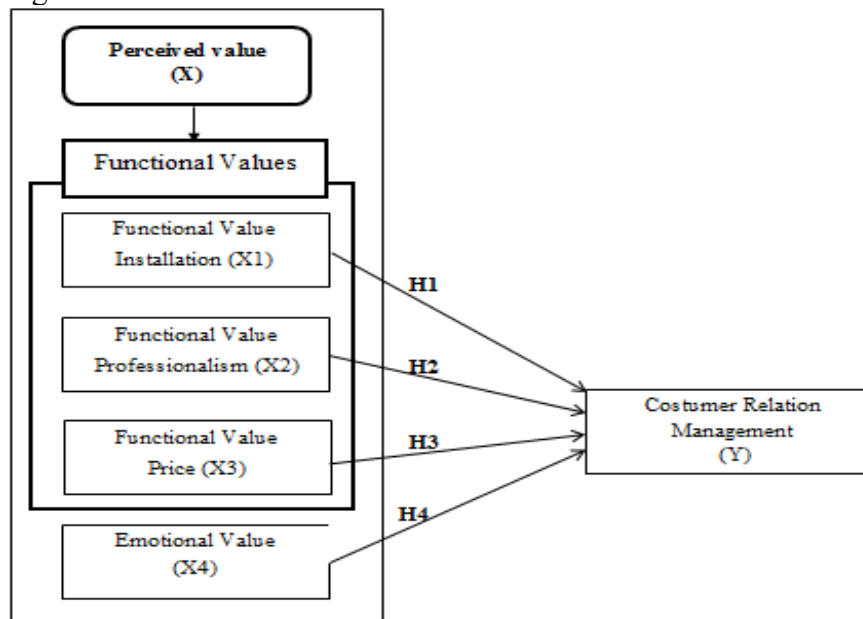 Perceived value
(X)
Functional Values
Functional Value
Installation (X1)
H1
Functional Value
Professionalism (X2)
H2
Costumer Relation
Management
(Y)
Functional Value
Price (X3)
H3
H4
Emotional Value
(X4)